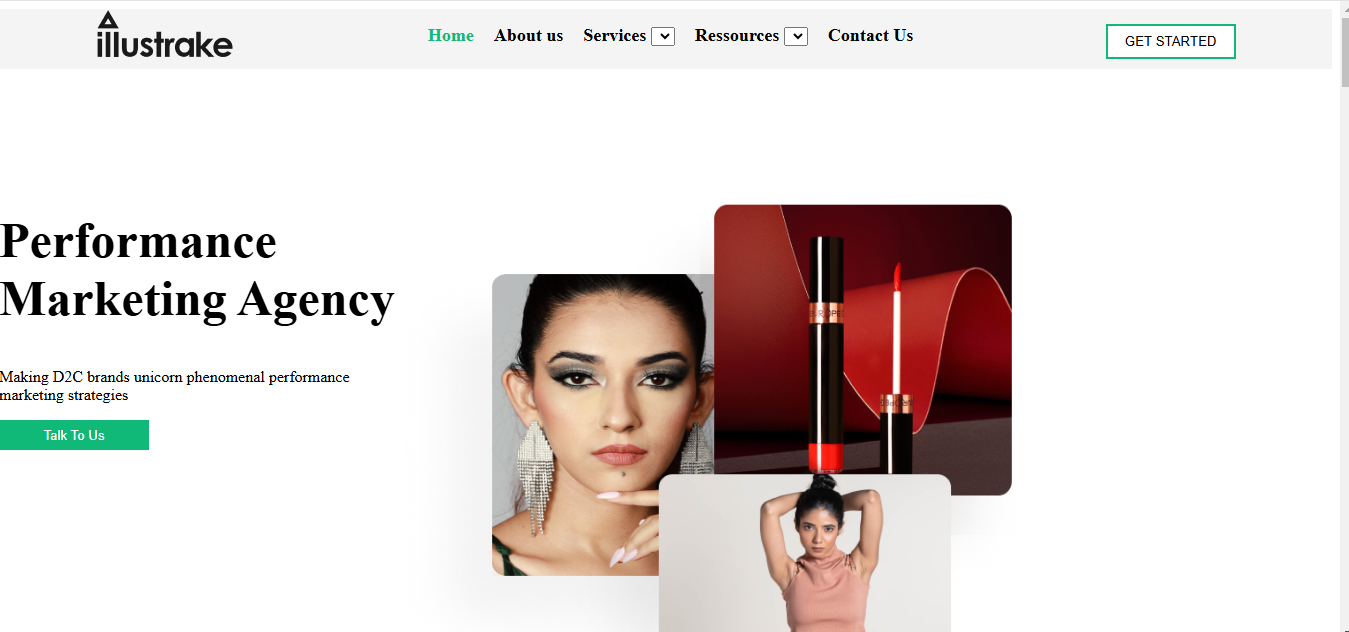 illustrake
Home About us Services Ressources Contact Us
GET STARTED
Performance
Marketing Agency
Making D2C brands unicorn phenomenal performance
marketing strategies
Talk To Us